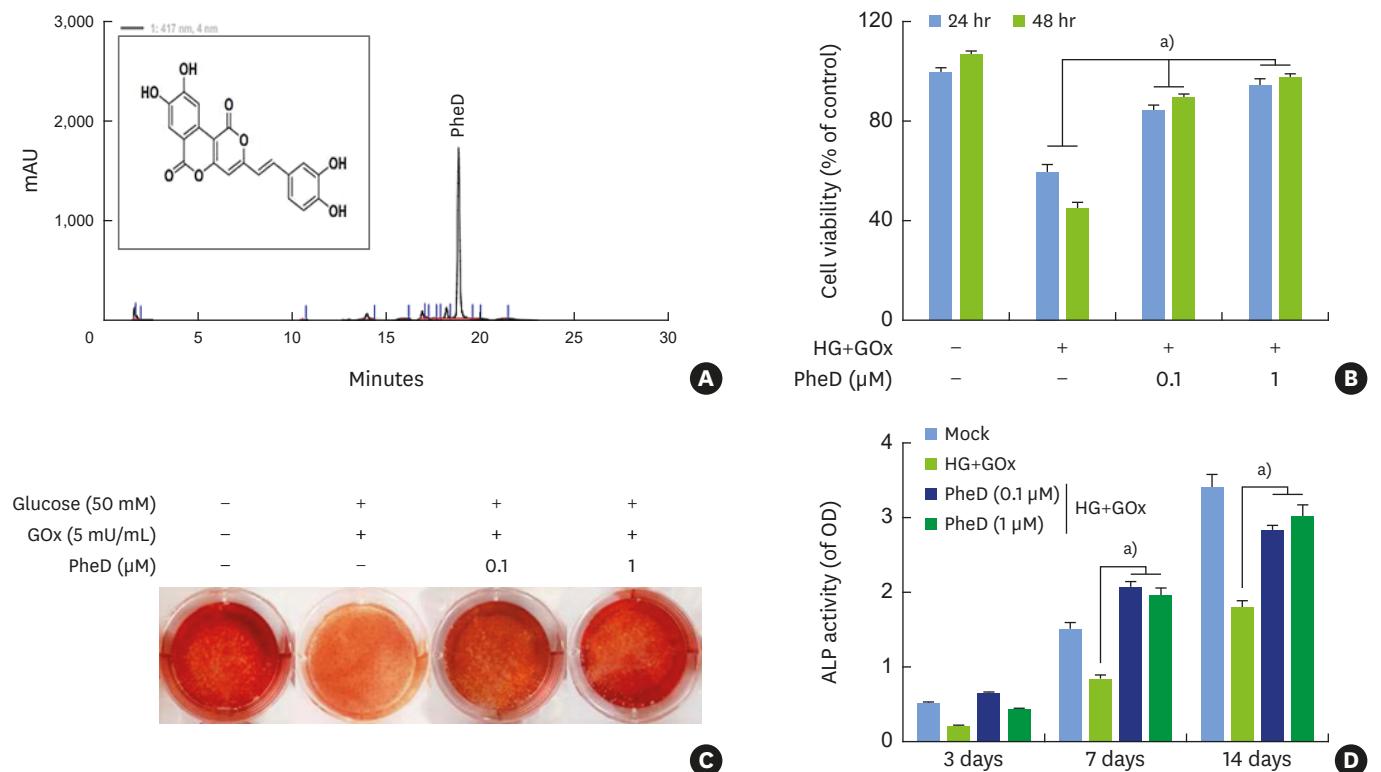 3,000
1: 417 nm, 4 nm
2,000
1,000
0
mAU
OH
HO
O
O
O
O
OH
OH
PheD
5
10
15
20
25
30
Minutes
A
24 hr
48 hr
120
80
40
0
Cell viability (% of control)
a)
HG+GOx – + + +
PheD (μM) – – 0.1 1
B
Glucose (50 mM) – + + +
GOx (5 mU/mL) – + + +
PheD (μM) – – 0.1 1
C
Mock
HG+GOx
PheD (0.1 μM)
PheD (1 μM)
HG+GOx
4
3
2
1
0
ALP activity (of OD)
a)
a)
3 days
7 days
14 days
D